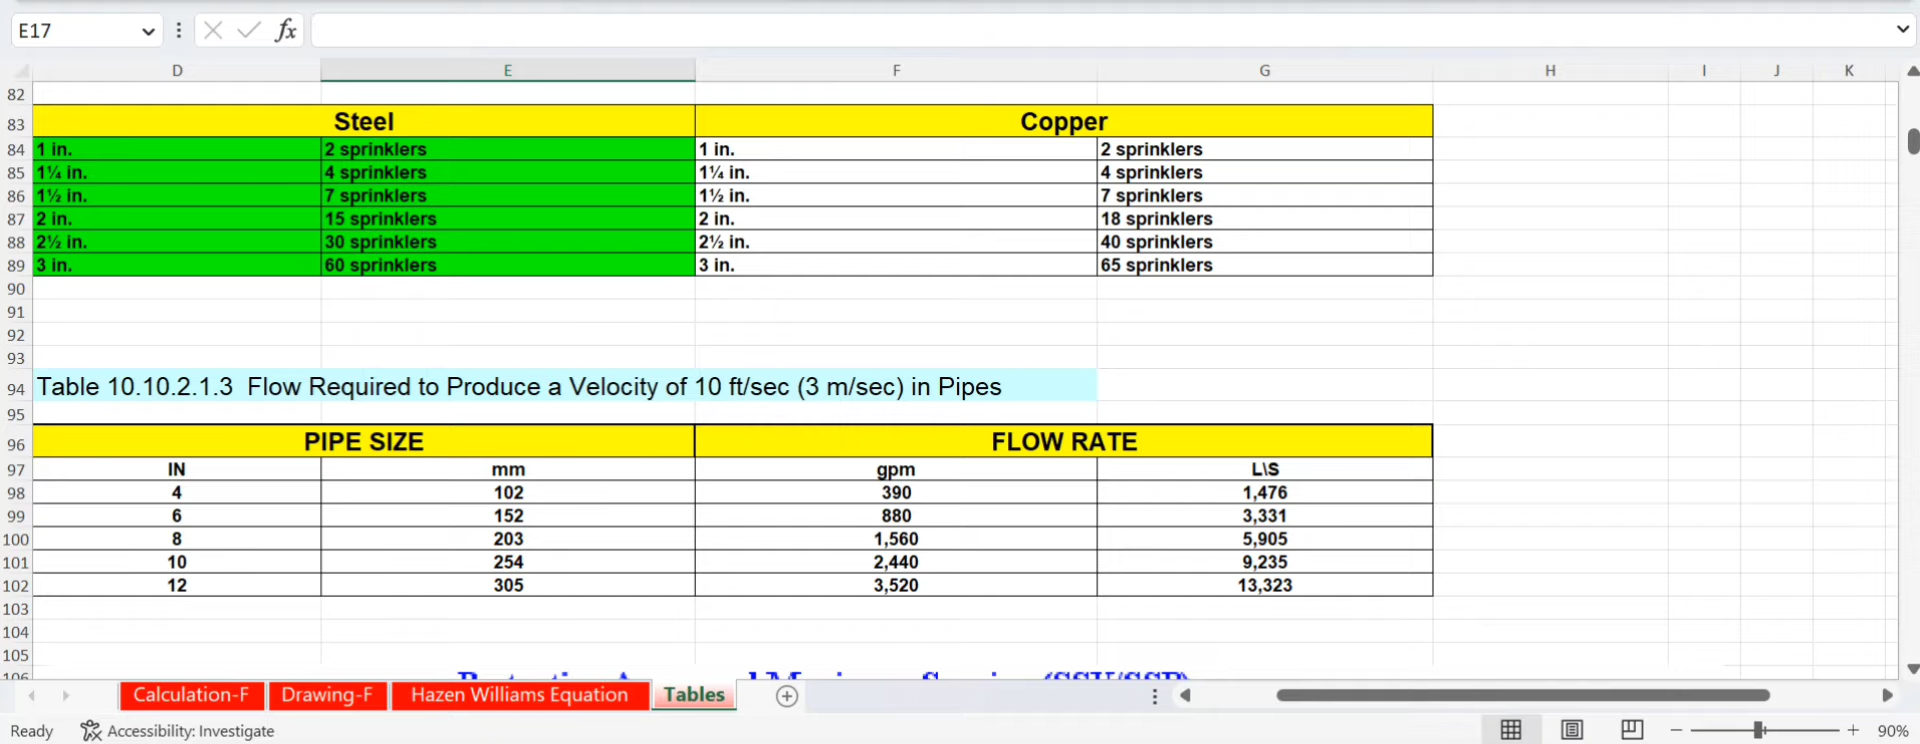 E17
fx
D E F G H I J K
82
83 Steel Copper
84 1 in. 2 sprinklers 1 in. 2 sprinklers
85 1¼ in. 4 sprinklers 1¼ in. 4 sprinklers
86 1½ in. 7 sprinklers 1½ in. 7 sprinklers
87 2 in. 15 sprinklers 2 in. 18 sprinklers
88 2½ in. 30 sprinklers 2½ in. 40 sprinklers
89 3 in. 60 sprinklers 3 in. 65 sprinklers
90
91
92
93
94 Table 10.10.2.1.3 Flow Required to Produce a Velocity of 10 ft/sec (3 m/sec) in Pipes
95
96 PIPE SIZE FLOW RATE
97 IN mm gpm L\S
98 4 102 390 1,476
99 6 152 880 3,331
100 8 203 1,560 5,905
101 10 254 2,440 9,235
102 12 305 3,520 13,323
103
104
105
106
Calculation-F Drawing-F Hazen Williams Equation Tables
Ready Accessibility: Investigate 90%